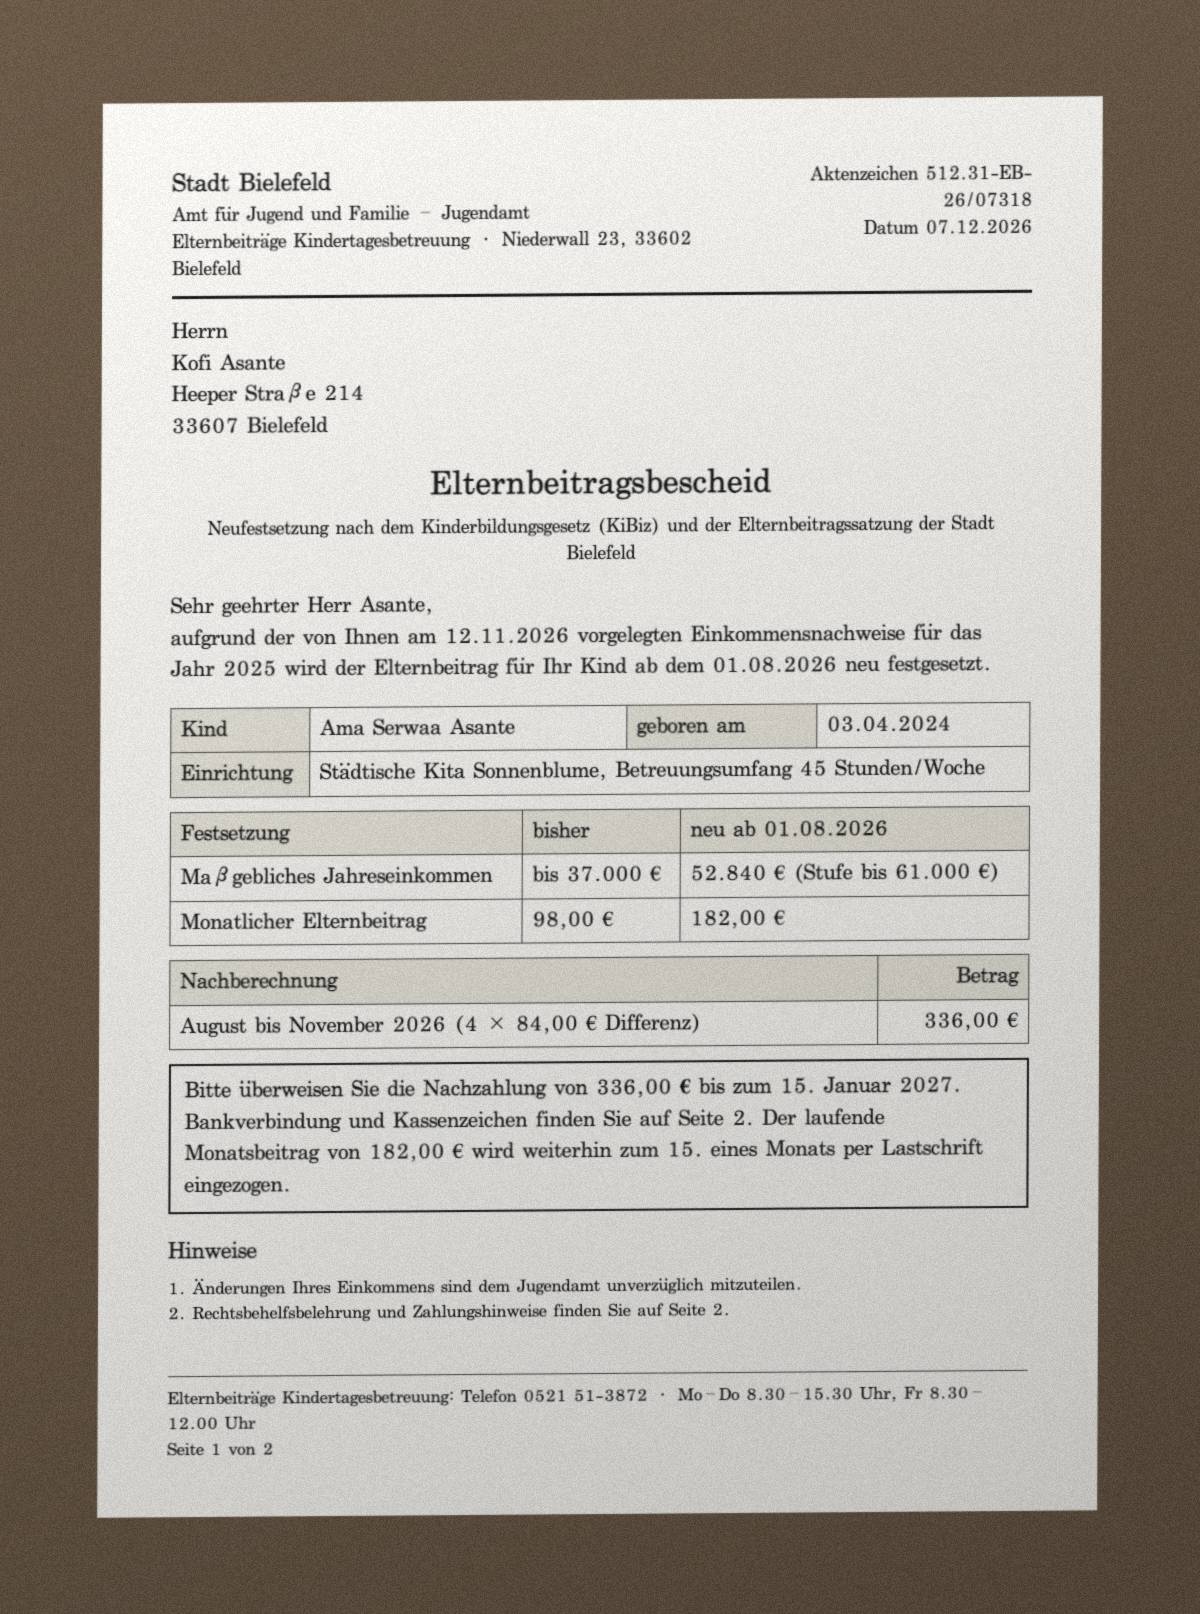 Stadt Bielefeld
Amt für Jugend und Familie – Jugendamt
Elternbeiträge Kindertagesbetreuung · Niederwall 23, 33602
Bielefeld
Aktenzeichen 512.31-EB-
26/07318
Datum 07.12.2026
Herrn
Kofi Asante
Heeper Straße 214
33607 Bielefeld
Elternbeitragsbescheid
Neufestsetzung nach dem Kinderbildungsgesetz (KiBiz) und der Elternbeitragssatzung der Stadt
Bielefeld
Sehr geehrter Herr Asante,
aufgrund der von Ihnen am 12.11.2026 vorgelegten Einkommensnachweise für das
Jahr 2025 wird der Elternbeitrag für Ihr Kind ab dem 01.08.2026 neu festgesetzt.
Kind Ama Serwaa Asante geboren am 03.04.2024
Einrichtung Städtische Kita Sonnenblume, Betreuungsumfang 45 Stunden/Woche
Festsetzung bisher neu ab 01.08.2026
Maßgebliches Jahreseinkommen bis 37.000 € 52.840 € (Stufe bis 61.000 €)
Monatlicher Elternbeitrag 98,00 € 182,00 €
Nachberechnung Betrag
August bis November 2026 (4 × 84,00 € Differenz) 336,00 €
Bitte überweisen Sie die Nachzahlung von 336,00 € bis zum 15. Januar 2027.
Bankverbindung und Kassenzeichen finden Sie auf Seite 2. Der laufende
Monatsbeitrag von 182,00 € wird weiterhin zum 15. eines Monats per Lastschrift
eingezogen.
Hinweise
1. Änderungen Ihres Einkommens sind dem Jugendamt unverzüglich mitzuteilen.
2. Rechtsbehelfsbelehrung und Zahlungshinweise finden Sie auf Seite 2.
Elternbeiträge Kindertagesbetreuung: Telefon 0521 51-3872 · Mo–Do 8.30–15.30 Uhr, Fr 8.30–
12.00 Uhr
Seite 1 von 2